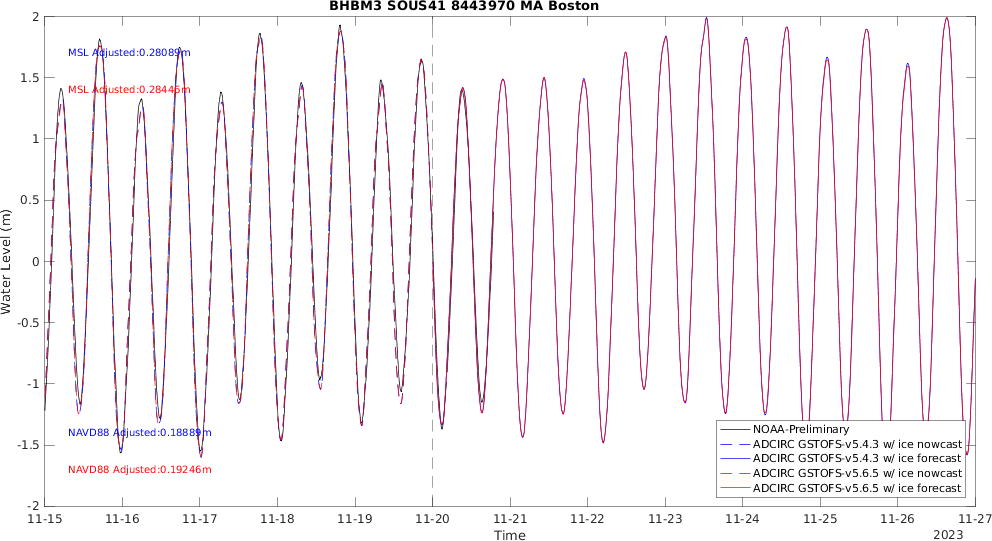 BHBM3 SOUS41 8443970 MA Boston
2
MSL Adjusted:0.28089m
1.5
MSL Adjusted:0.28446m
1
0.5
Water Level (m)
0
-0.5
-1
NOAA-Preliminary
NAVD88 Adjusted:0.18889m
ADCIRC GSTOFS-v5.4.3 w/ ice nowcast
-1.5
ADCIRC GSTOFS-v5.4.3 w/ ice forecast
NAVD88 Adjusted:0.19246m
ADCIRC GSTOFS-v5.6.5 w/ ice nowcast
ADCIRC GSTOFS-v5.6.5 w/ ice forecast
-2
11-15 11-16 11-17 11-18 11-19 11-20 11-21 11-22 11-23 11-24 11-25 11-26 11-27
Time
2023